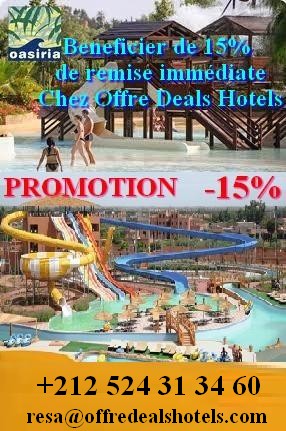 oasiria
Beneficier de 15%
de remise immédiate
Chez Offre Deals Hotels
PROMOTION -15%
+212 524 31 34 60
resa@offredealshotels.com